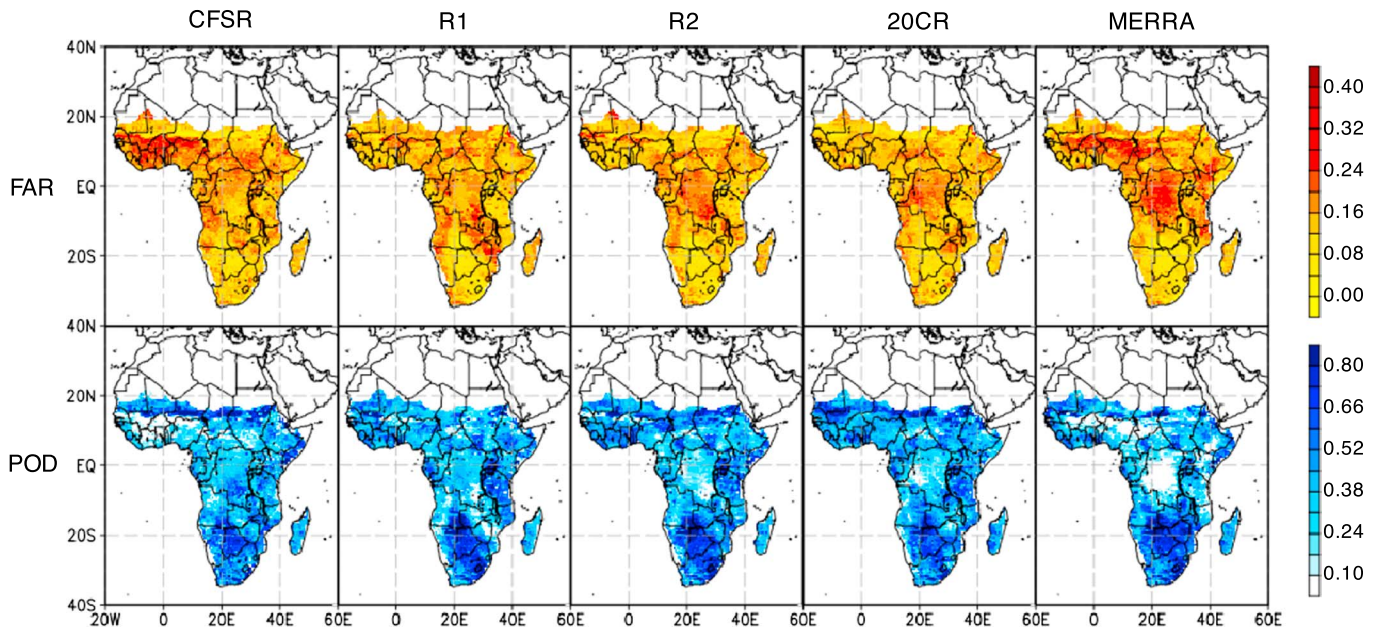 CFSR R1 R2 20CR MERRA
40N
20N
FAR EQ
20S
0.40
0.32
0.24
0.16
0.08
0.00
40N
20N
POD EQ
20S
40S
0.80
0.66
0.52
0.38
0.24
0.10
20W 0 20E 40E 60E 0 20E 40E 60E 0 20E 40E 60E 0 20E 40E 60E 0 20E 40E 60E